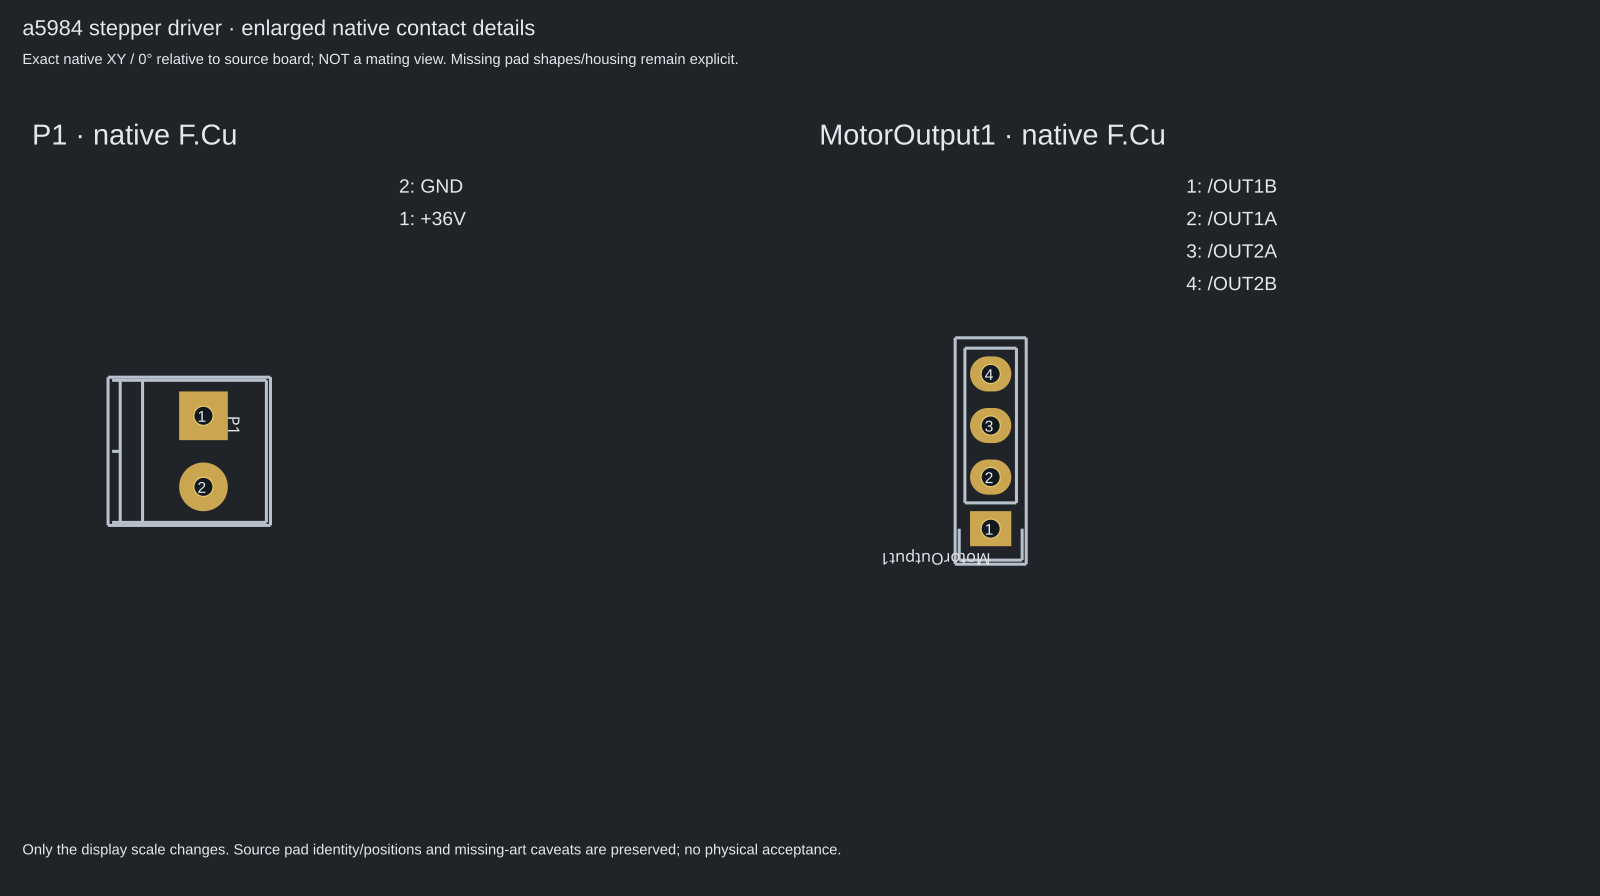 a5984 stepper driver · enlarged native contact details
Exact native XY / 0° relative to source board; NOT a mating view. Missing pad shapes/housing remain explicit.
P1 · native F.Cu
2: GND
1: +36V
1
P1
2
MotorOutput1 · native F.Cu
1: /OUT1B
2: /OUT1A
3: /OUT2A
4: /OUT2B
4
3
2
1
MotorOutput1
Only the display scale changes. Source pad identity/positions and missing-art caveats are preserved; no physical acceptance.